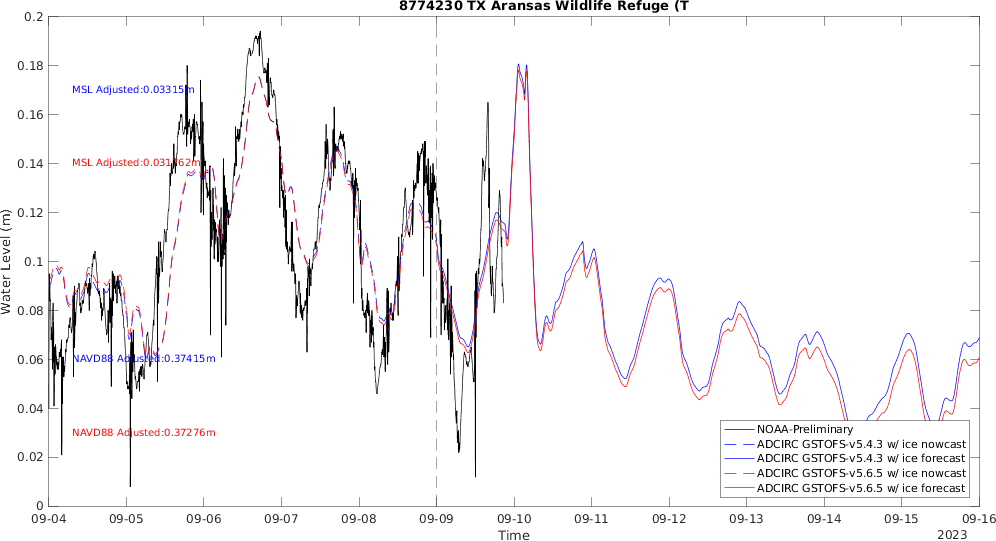 8774230 TX Aransas Wildlife Refuge (T
0.2
0.18
0.16
0.14
0.12
0.1
0.08
0.06
0.04
0.02
0
Water Level (m)
MSL Adjusted:0.03315m
MSL Adjusted:0.031762m
NAVD88 Adjusted:0.37415m
NAVD88 Adjusted:0.37276m
NOAA-Preliminary
ADCIRC GSTOFS-v5.4.3 w/ ice nowcast
ADCIRC GSTOFS-v5.4.3 w/ ice forecast
ADCIRC GSTOFS-v5.6.5 w/ ice nowcast
ADCIRC GSTOFS-v5.6.5 w/ ice forecast
09-04 09-05 09-06 09-07 09-08 09-09 09-10 09-11 09-12 09-13 09-14 09-15 09-16
Time
2023